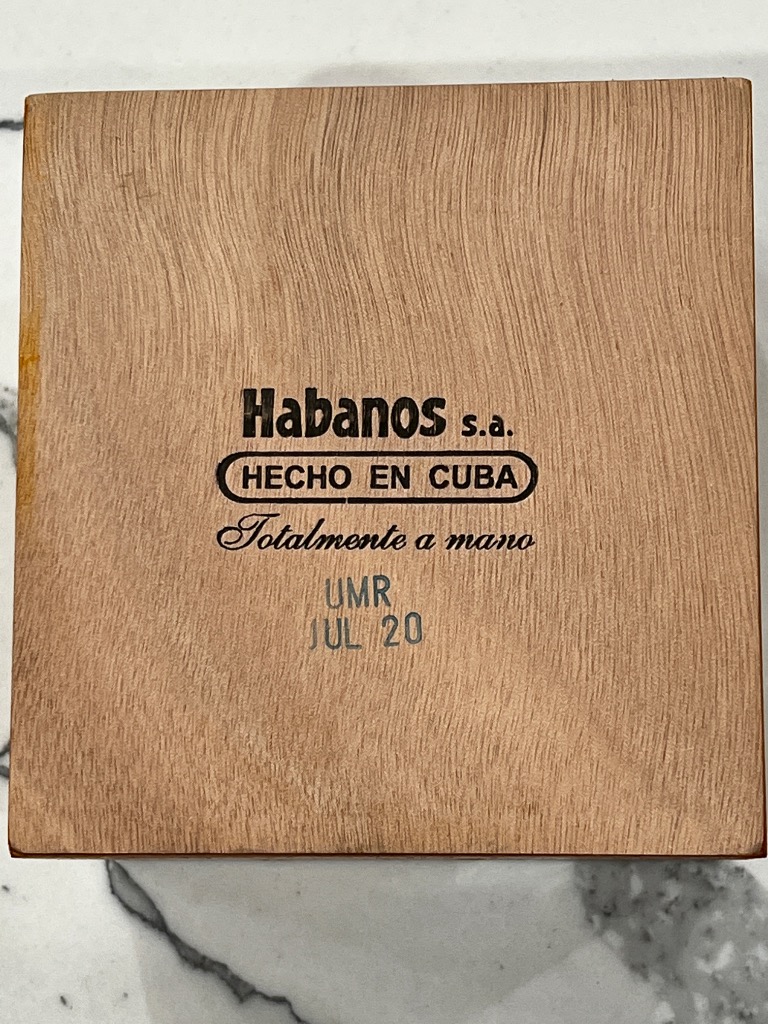 Habanos s.a.
HECHO EN CUBA
Totalmente a mano
UMR
JUL 20